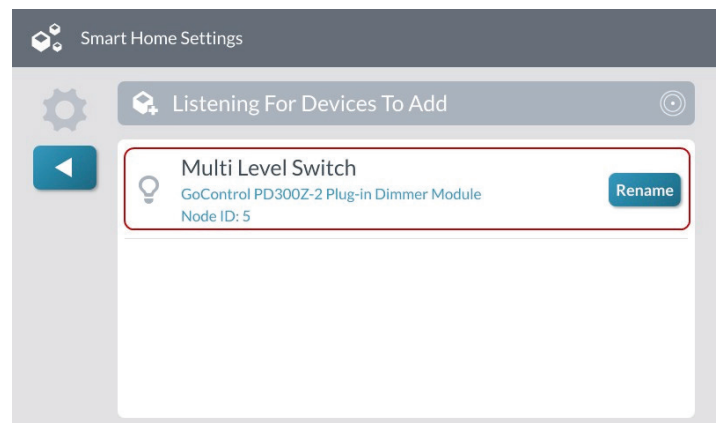 Smart Home Settings
Listening For Devices To Add
Multi Level Switch
GoControl PD300Z-2 Plug-in Dimmer Module
Node ID: 5
Rename